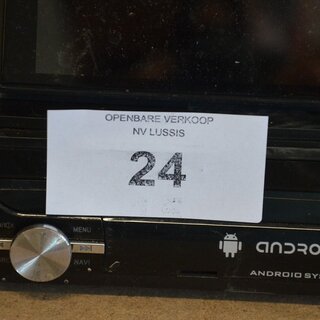 OPENBARE VERKOOP
NV LUSSIS
24
MENU
NAVI
ANDRO
ANDROID SY